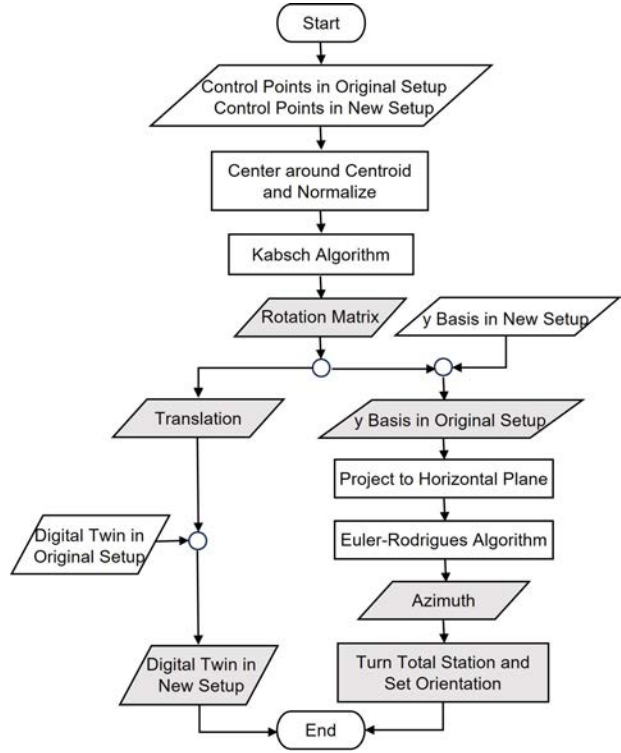 Start
Control Points in Original Setup
Control Points in New Setup
Center around Centroid
and Normalize
Kabsch Algorithm
Rotation Matrix
y Basis in New Setup
Translation
y Basis in Original Setup
Project to Horizontal Plane
Digital Twin in
Original Setup
Euler-Rodrigues Algorithm
Azimuth
Digital Twin in
New Setup
Turn Total Station and
Set Orientation
End